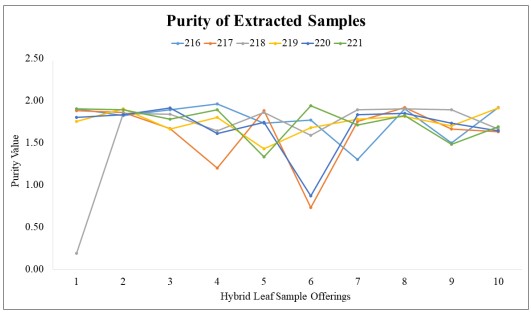 Purity of Extracted Samples
216 217 218 219 220 221
2.50
2.00
1.50
1.00
0.50
0.00
Purity Value
1 2 3 4 5 6 7 8 9 10
Hybrid Leaf Sample Offerings